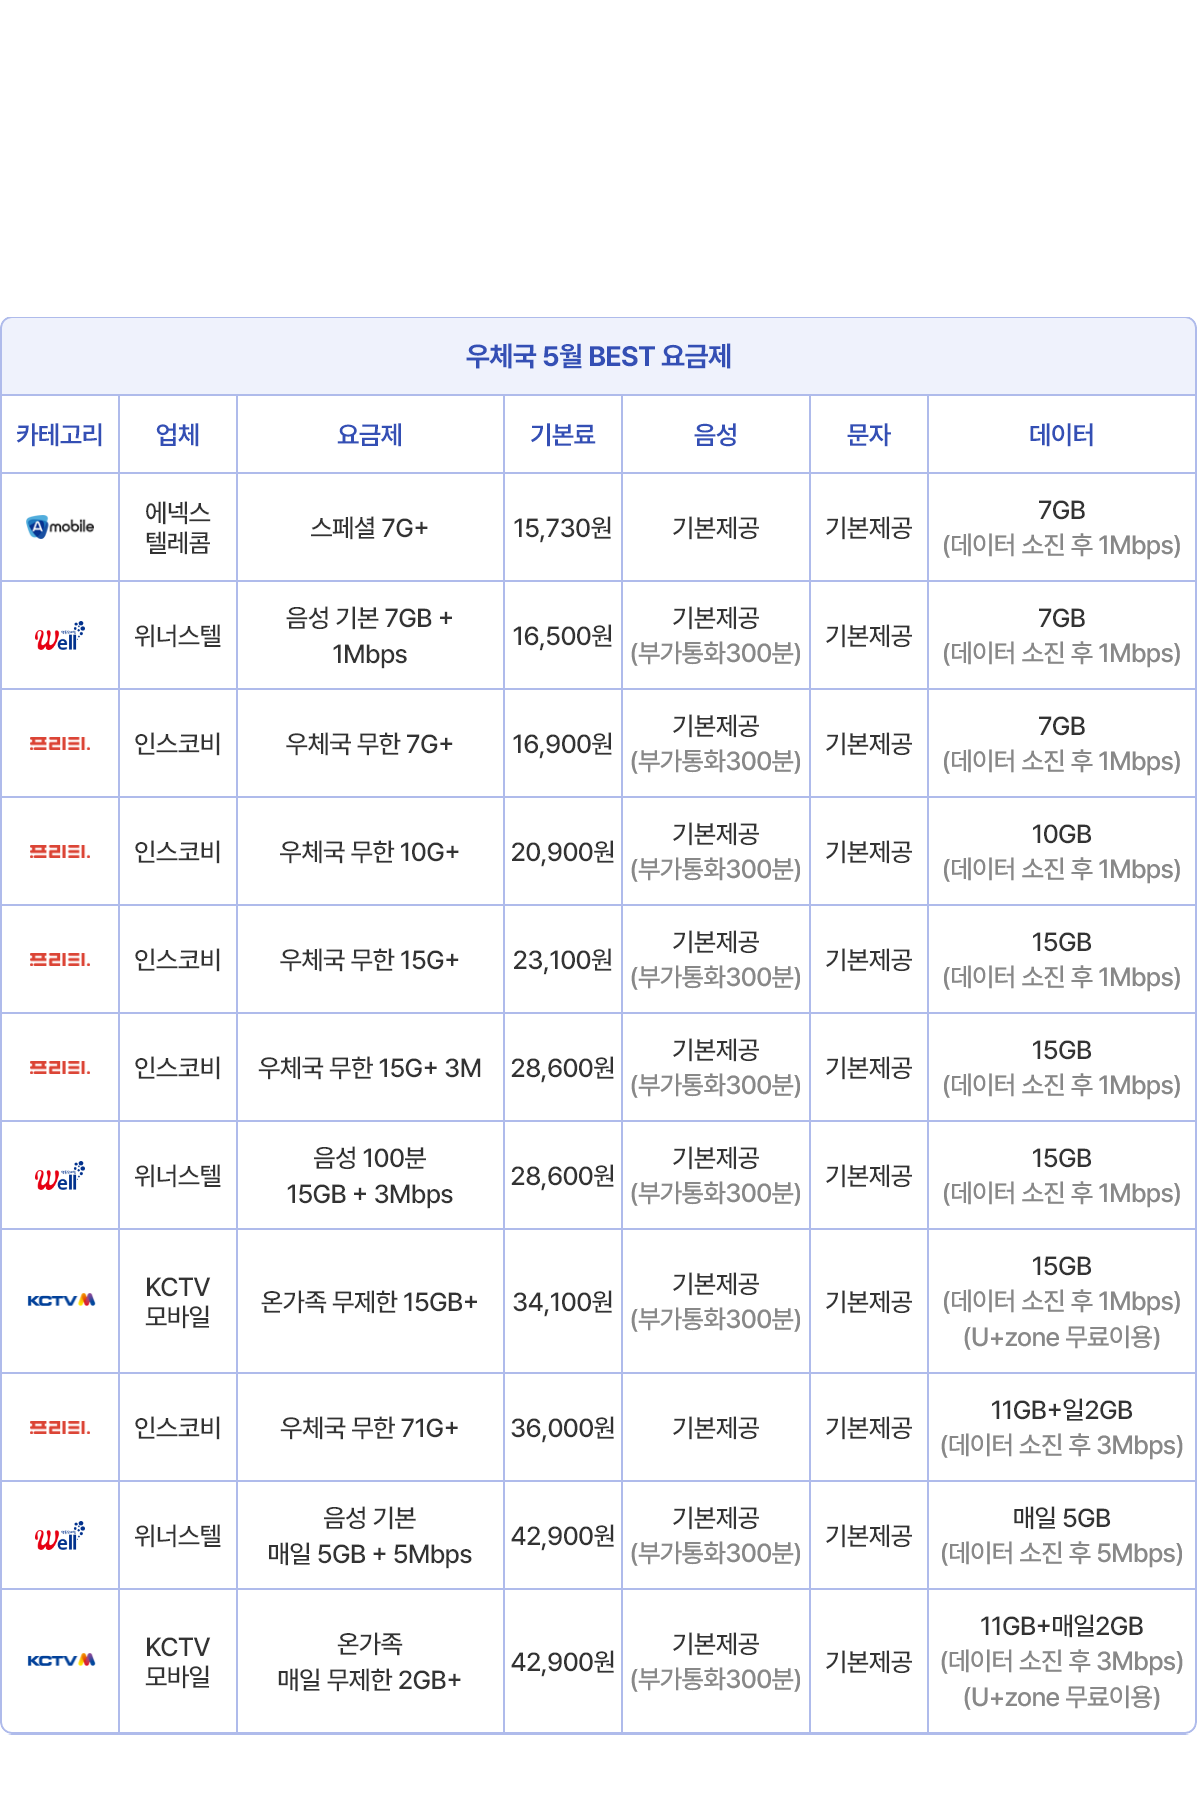 우체국 5월 BEST 요금제
카테고리 업체 요금제 기본료 음성 문자 데이터
A mobile
에넥스
텔레콤
스페셜 7G+
15,730원
기본제공
기본제공
7GB
(데이터 소진 후 1Mbps)
Well
위너스텔
음성 기본 7GB +
1Mbps
16,500원
기본제공
(부가통화300분)
기본제공
7GB
(데이터 소진 후 1Mbps)
프리티.
인스코비
우체국 무한 7G+
16,900원
기본제공
(부가통화300분)
기본제공
7GB
(데이터 소진 후 1Mbps)
프리티.
인스코비
우체국 무한 10G+
20,900원
기본제공
(부가통화300분)
기본제공
10GB
(데이터 소진 후 1Mbps)
프리티.
인스코비
우체국 무한 15G+
23,100원
기본제공
(부가통화300분)
기본제공
15GB
(데이터 소진 후 1Mbps)
프리티.
인스코비
우체국 무한 15G+ 3M
28,600원
기본제공
(부가통화300분)
기본제공
15GB
(데이터 소진 후 1Mbps)
Well
위너스텔
음성 100분
15GB + 3Mbps
28,600원
기본제공
(부가통화300분)
기본제공
15GB
(데이터 소진 후 1Mbps)
KCTV M
KCTV
모바일
온가족 무제한 15GB+
34,100원
기본제공
(부가통화300분)
기본제공
15GB
(데이터 소진 후 1Mbps)
(U+zone 무료이용)
프리티.
인스코비
우체국 무한 71G+
36,000원
기본제공
기본제공
11GB+일2GB
(데이터 소진 후 3Mbps)
Well
위너스텔
음성 기본
매일 5GB + 5Mbps
42,900원
기본제공
(부가통화300분)
기본제공
매일 5GB
(데이터 소진 후 5Mbps)
KCTV M
KCTV
모바일
온가족
매일 무제한 2GB+
42,900원
기본제공
(부가통화300분)
기본제공
11GB+매일2GB
(데이터 소진 후 3Mbps)
(U+zone 무료이용)